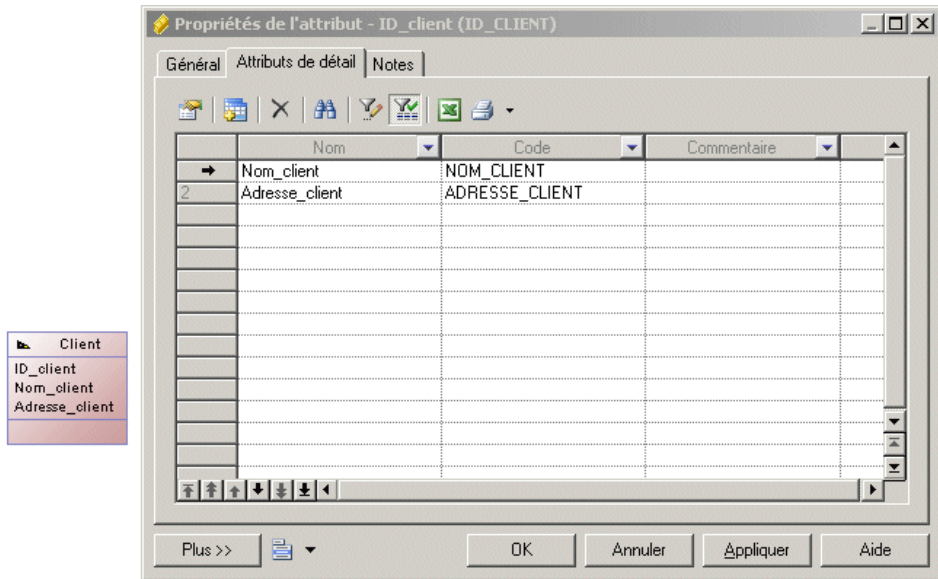 Propriétés de l'attribut - ID_client (ID_CLIENT)
Général Attributs de détail Notes
Nom Code Commentaire
Nom_client NOM_CLIENT
2 Adresse_client ADRESSE_CLIENT
Client
ID_client
Nom_client
Adresse_client
Plus >> OK Annuler Appliquer Aide